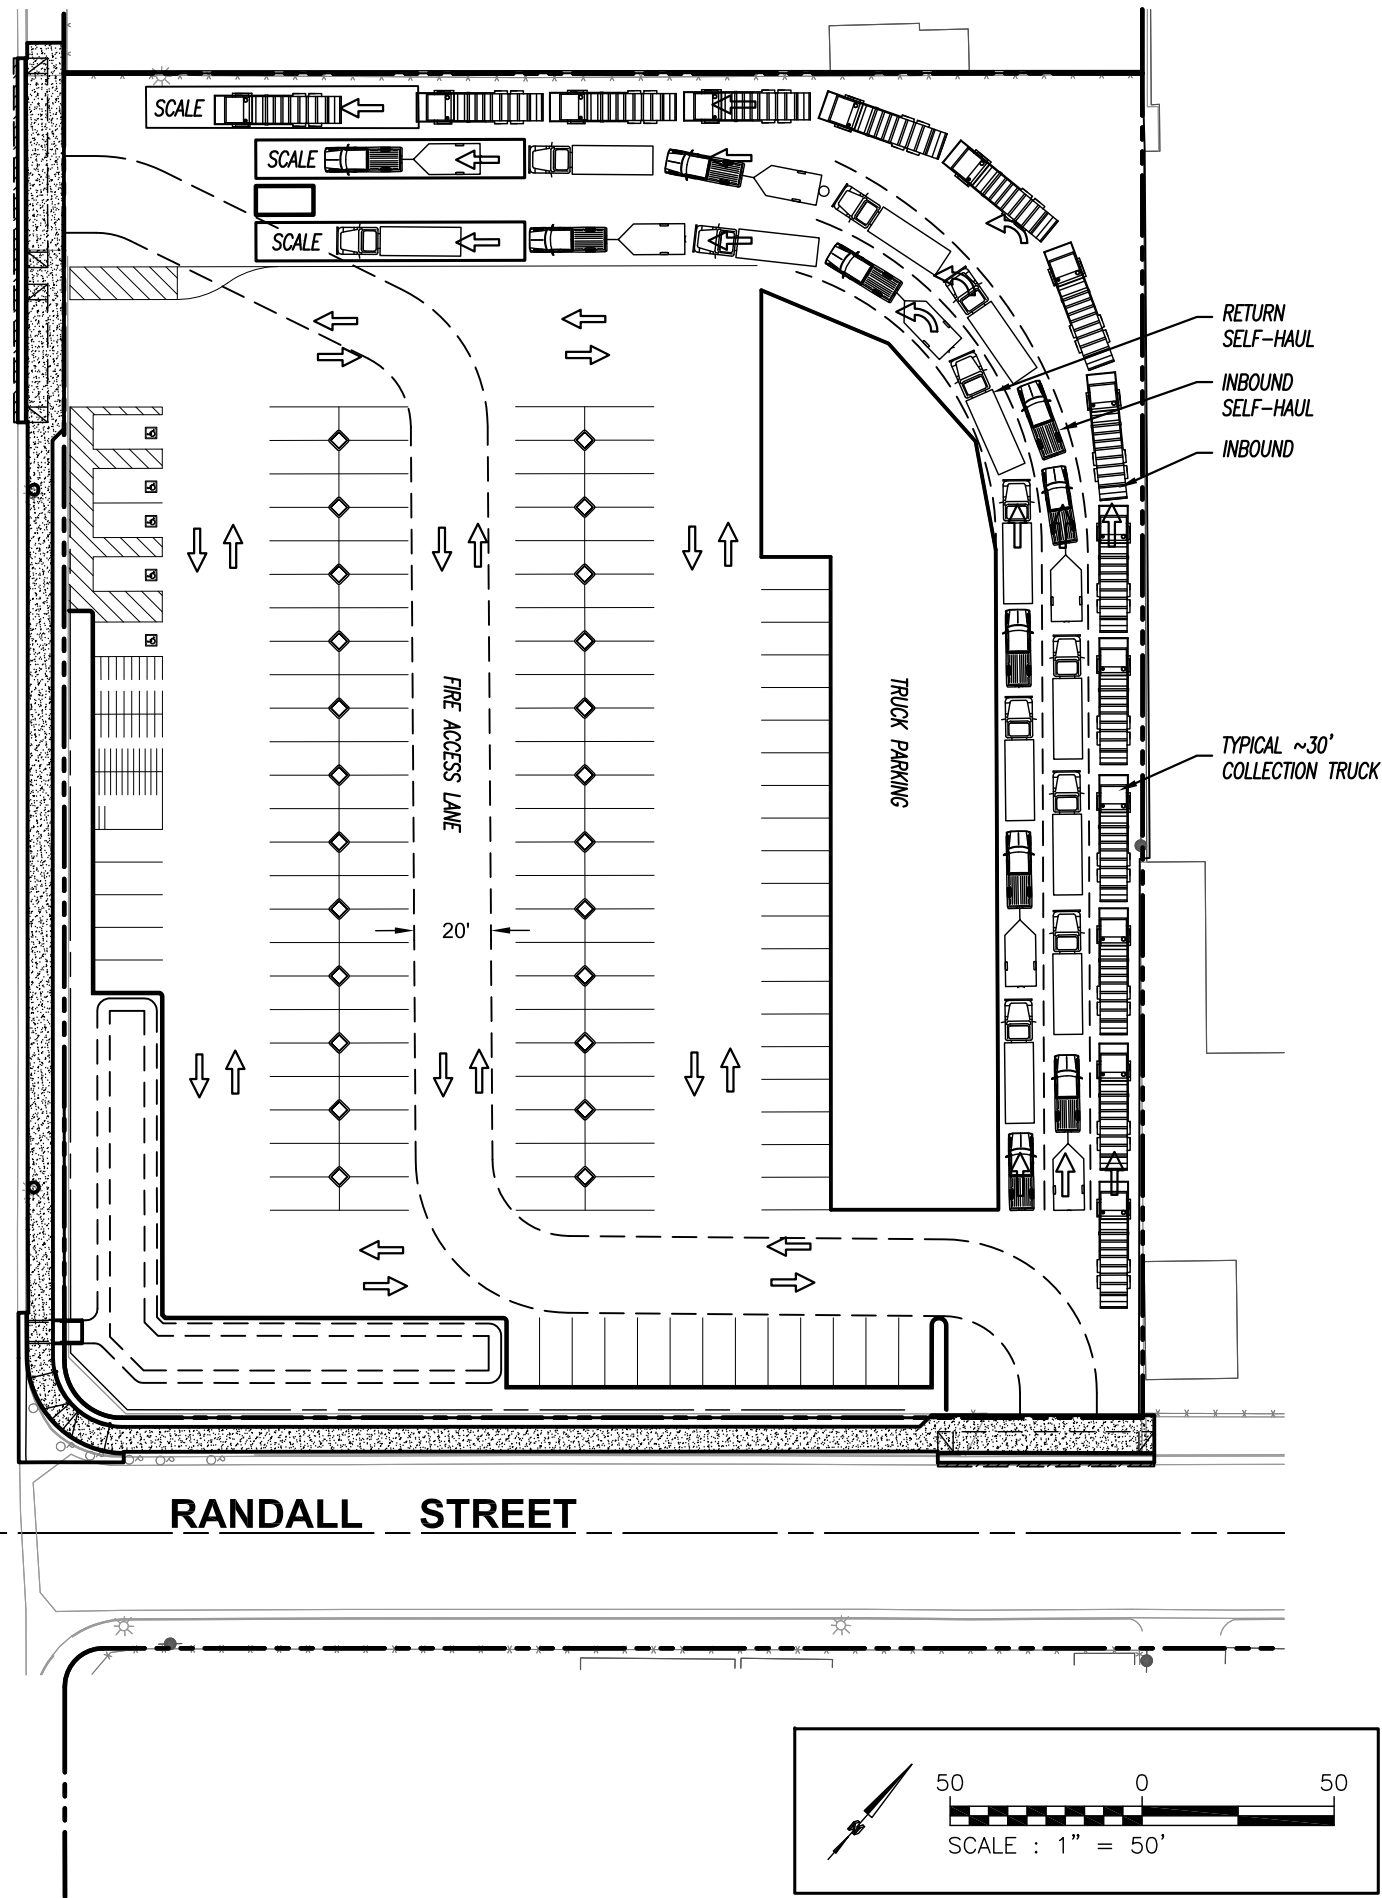 SCALE
SCALE
SCALE
RETURN
SELF-HAUL
INBOUND
SELF-HAUL
INBOUND
FIRE ACCESS LANE
TRUCK PARKING
TYPICAL ~30'
COLLECTION TRUCK
20'
RANDALL STREET
N
50 0 50
SCALE : 1" = 50'